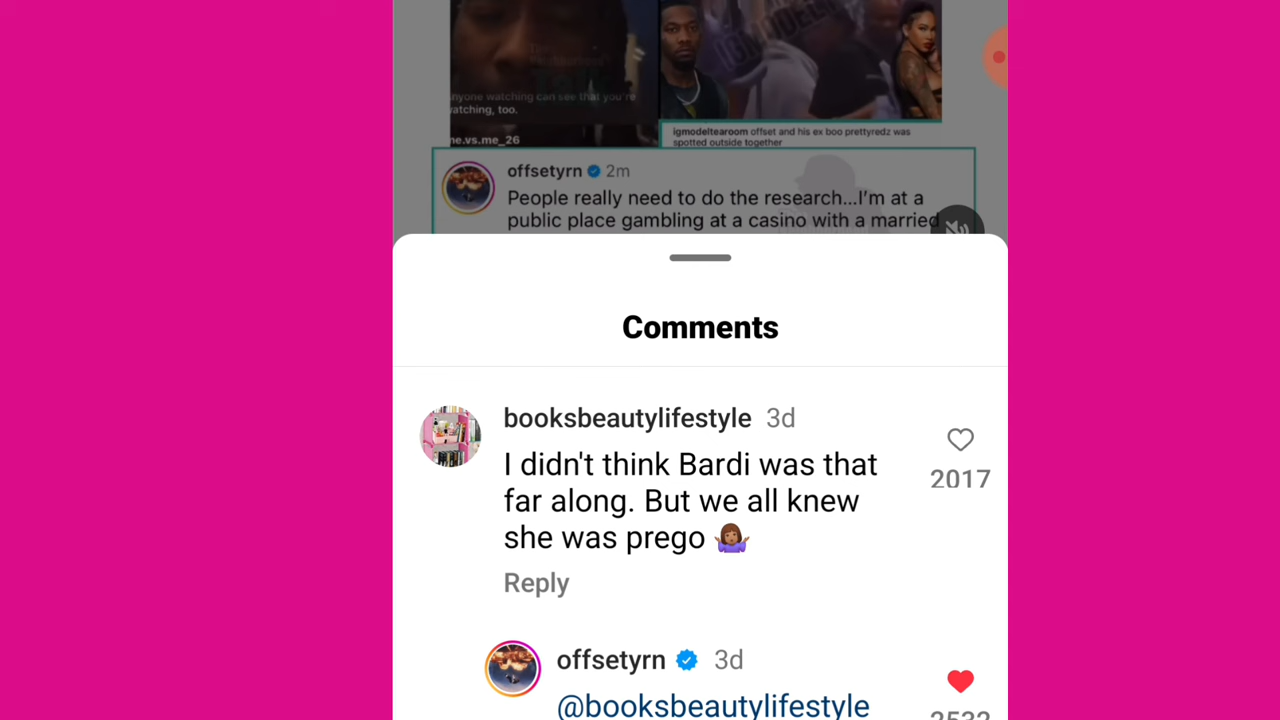 anyone watching can see that you're
watching, too.
me.vs.me_26
igmodeltearoom offset and his ex boo prettyredz was
spotted outside together
offsetyrn 2m
People really need to do the research...I'm at a
public place gambling at a casino with a married
Comments
booksbeautylifestyle 3d
I didn't think Bardi was that
far along. But we all knew
she was prego 🤷🏾‍♀️
2017
Reply
offsetyrn 3d
@booksbeautylifestyle
2532